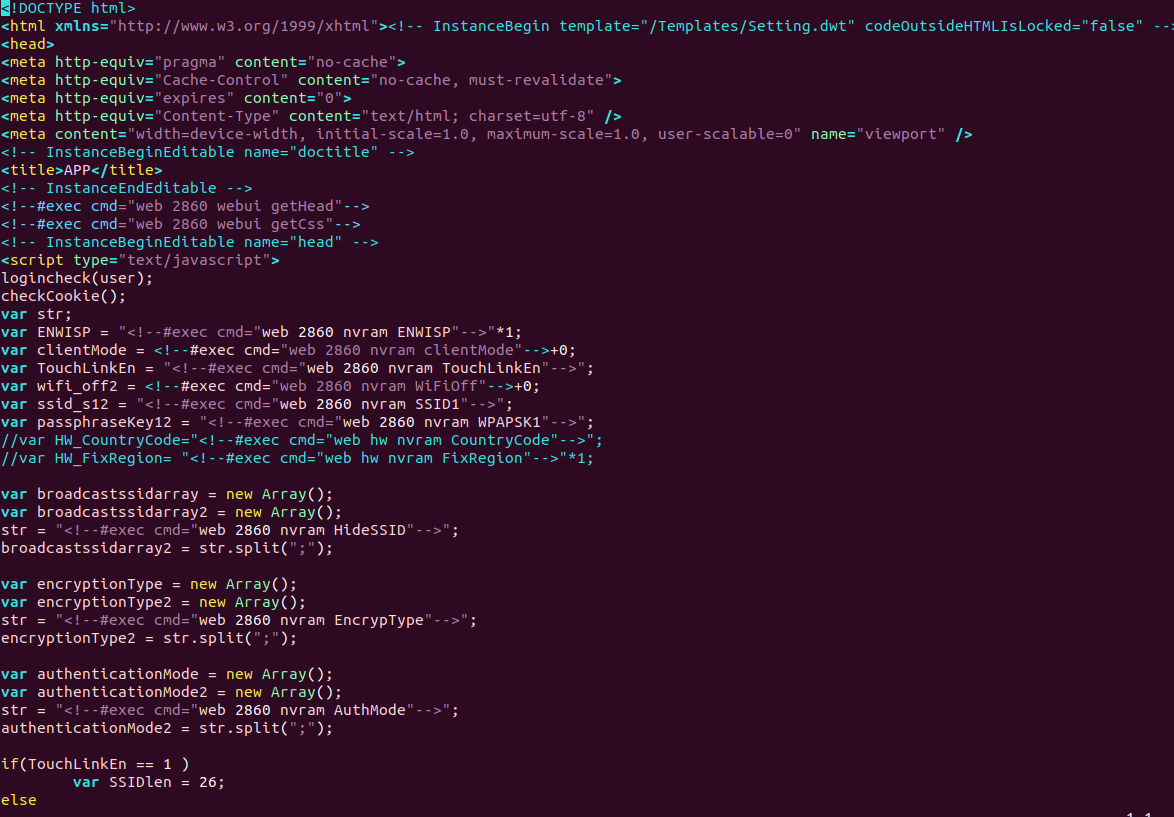 <!DOCTYPE html>
<html xmlns="http://www.w3.org/1999/xhtml"><!-- InstanceBegin template="/Templates/Setting.dwt" codeOutsideHTMLIsLocked="false" --
<head>
<meta http-equiv="pragma" content="no-cache">
<meta http-equiv="Cache-Control" content="no-cache, must-revalidate">
<meta http-equiv="expires" content="0">
<meta http-equiv="Content-Type" content="text/html; charset=utf-8" />
<meta content="width=device-width, initial-scale=1.0, maximum-scale=1.0, user-scalable=0" name="viewport" />
<!-- InstanceBeginEditable name="doctitle" -->
<title>APP</title>
<!-- InstanceEndEditable -->
<!--#exec cmd="web 2860 webui getHead"-->
<!--#exec cmd="web 2860 webui getCss"-->
<!-- InstanceBeginEditable name="head" -->
<script type="text/javascript">
logincheck(user);
checkCookie();
var str;
var ENWISP = "<!--#exec cmd="web 2860 nvram ENWISP"-->"*1;
var clientMode = <!--#exec cmd="web 2860 nvram clientMode"-->+0;
var TouchLinkEn = "<!--#exec cmd="web 2860 nvram TouchLinkEn"-->";
var wifi_off2 = <!--#exec cmd="web 2860 nvram WiFiOff"-->+0;
var ssid_s12 = "<!--#exec cmd="web 2860 nvram SSID1"-->";
var passphraseKey12 = "<!--#exec cmd="web 2860 nvram WPAPSK1"-->";
//var HW_CountryCode="<!--#exec cmd="web hw nvram CountryCode"-->";
//var HW_FixRegion= "<!--#exec cmd="web hw nvram FixRegion"-->"*1;

var broadcastssidarray = new Array();
var broadcastssidarray2 = new Array();
str = "<!--#exec cmd="web 2860 nvram HideSSID"-->";
broadcastssidarray2 = str.split(";");

var encryptionType = new Array();
var encryptionType2 = new Array();
str = "<!--#exec cmd="web 2860 nvram EncrypType"-->";
encryptionType2 = str.split(";");

var authenticationMode = new Array();
var authenticationMode2 = new Array();
str = "<!--#exec cmd="web 2860 nvram AuthMode"-->";
authenticationMode2 = str.split(";");

if(TouchLinkEn == 1 )
        var SSIDlen = 26;
else